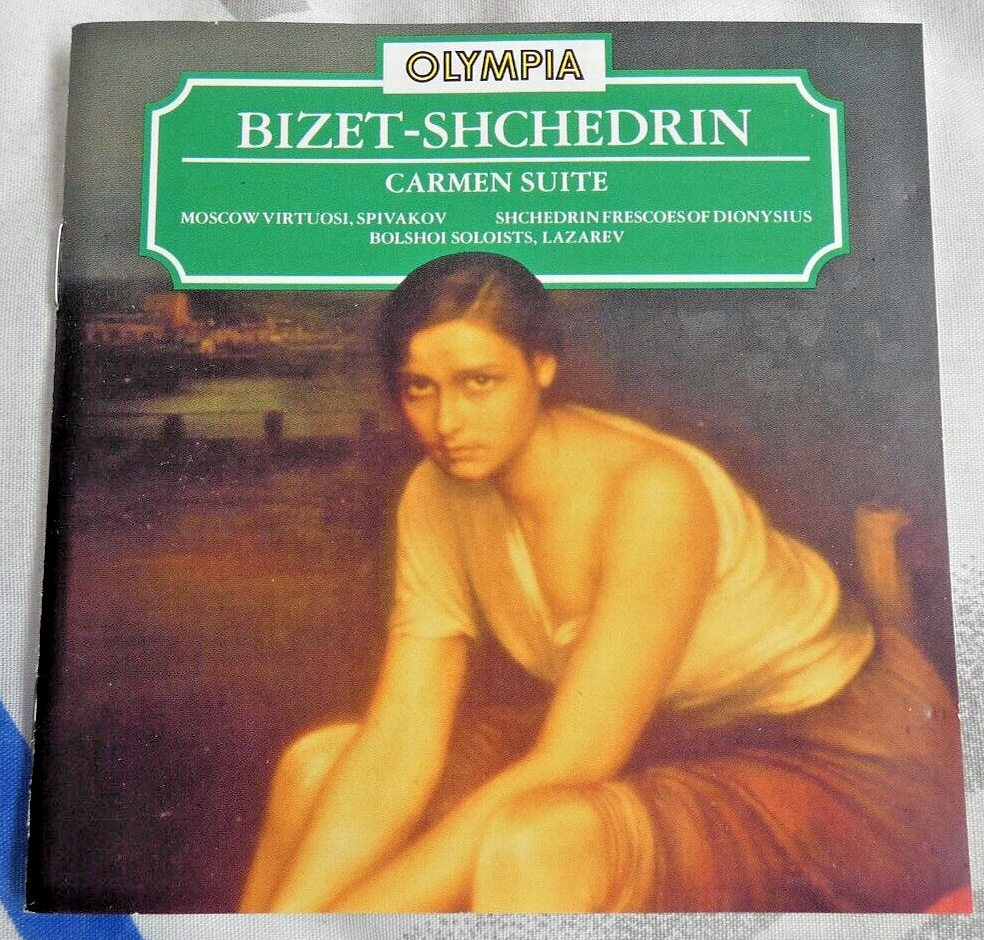 OLYMPIA
BIZET-SHCHEDRIN
CARMEN SUITE
MOSCOW VIRTUOSI, SPIVAKOV SHCHEDRIN FRESCOES OF DIONYSIUS
BOLSHOI SOLOISTS, LAZAREV